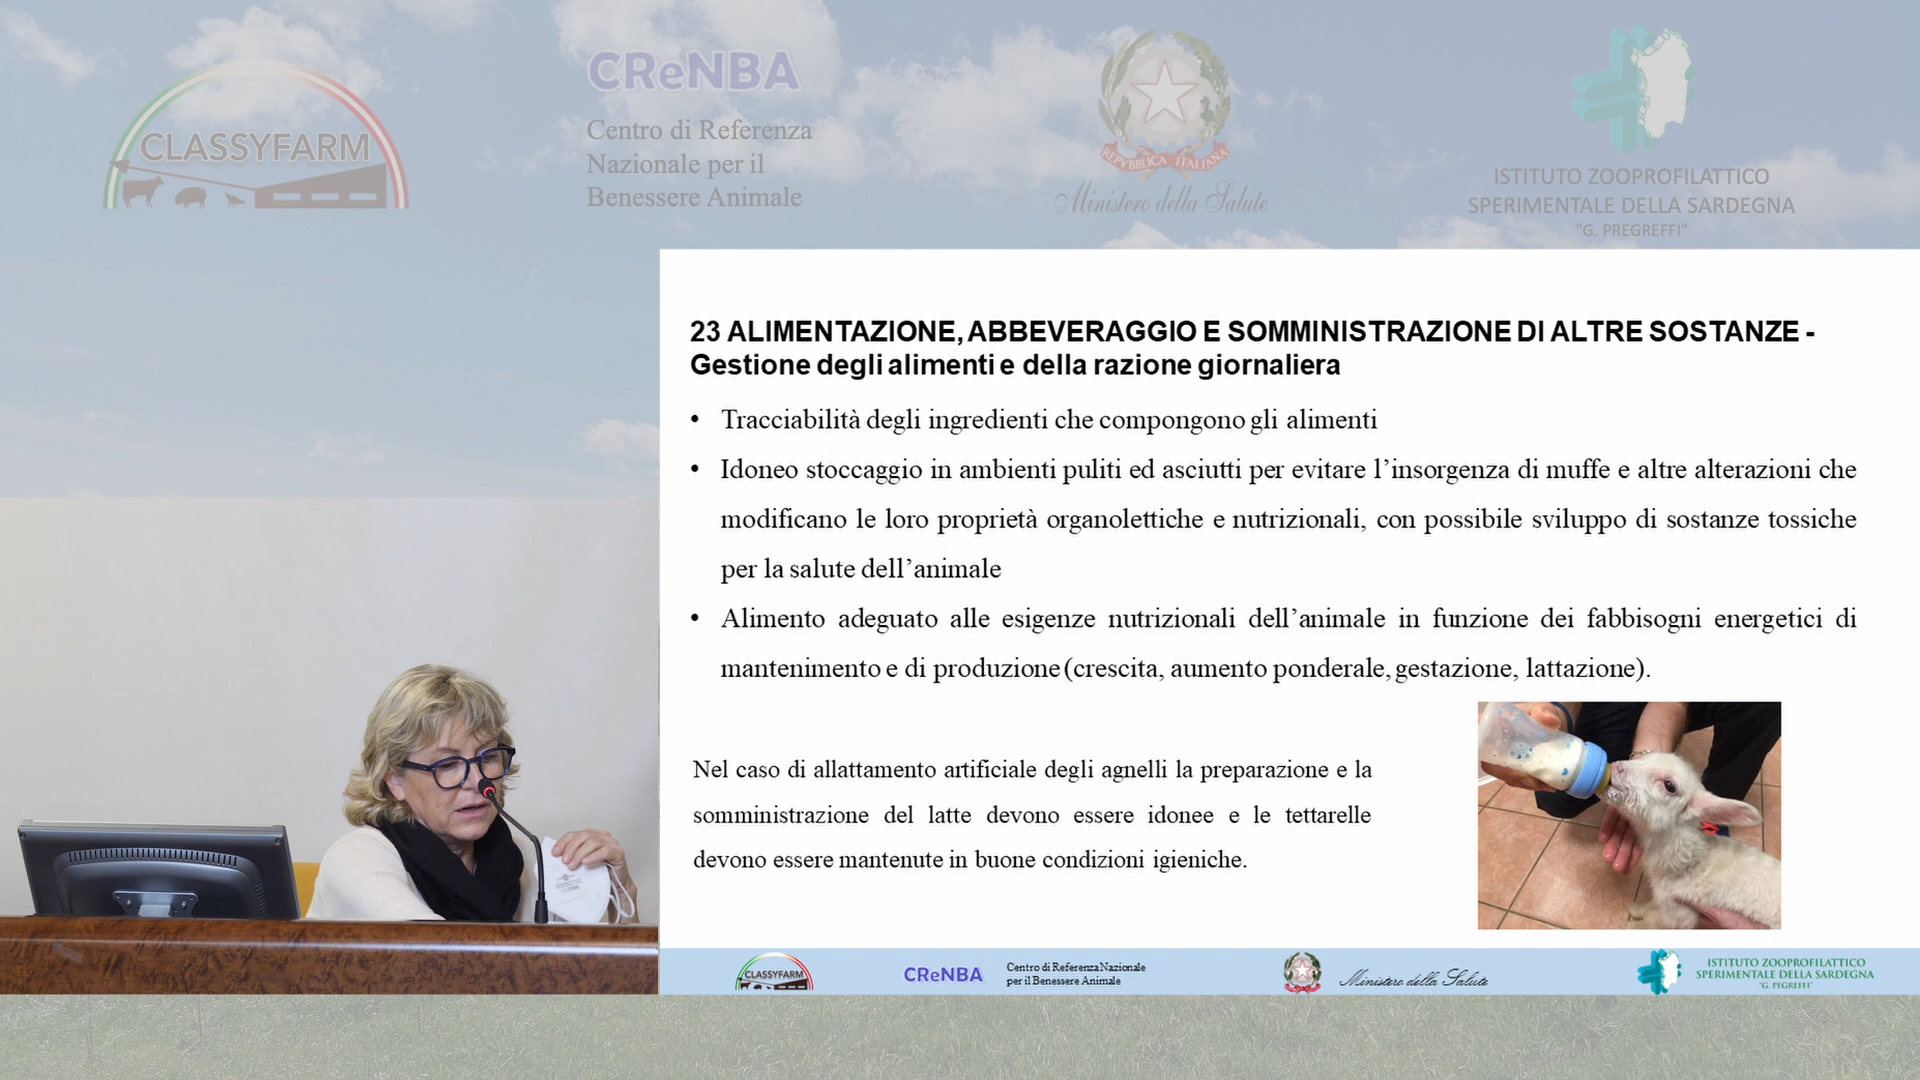 CLASSYFARM
CReNBA
Centro di Referenza
Nazionale per il
Benessere Animale
REPVBBLICA ITALIANA
Ministero della Salute
ISTITUTO ZOOPROFILATTICO
SPERIMENTALE DELLA SARDEGNA
"G. PREGREFFI"
23 ALIMENTAZIONE, ABBEVERAGGIO E SOMMINISTRAZIONE DI ALTRE SOSTANZE -
Gestione degli alimenti e della razione giornaliera
• Tracciabilità degli ingredienti che compongono gli alimenti
• Idoneo stoccaggio in ambienti puliti ed asciutti per evitare l’insorgenza di muffe e altre alterazioni che
modificano le loro proprietà organolettiche e nutrizionali, con possibile sviluppo di sostanze tossiche
per la salute dell’animale
• Alimento adeguato alle esigenze nutrizionali dell’animale in funzione dei fabbisogni energetici di
mantenimento e di produzione (crescita, aumento ponderale, gestazione, lattazione).
Nel caso di allattamento artificiale degli agnelli la preparazione e la
somministrazione del latte devono essere idonee e le tettarelle
devono essere mantenute in buone condizioni igieniche.
CLASSYFARM
CReNBA
Centro di Referenza Nazionale
per il Benessere Animale
Ministero della Salute
ISTITUTO ZOOPROFILATTICO
SPERIMENTALE DELLA SARDEGNA
"G. PEGREFFI"